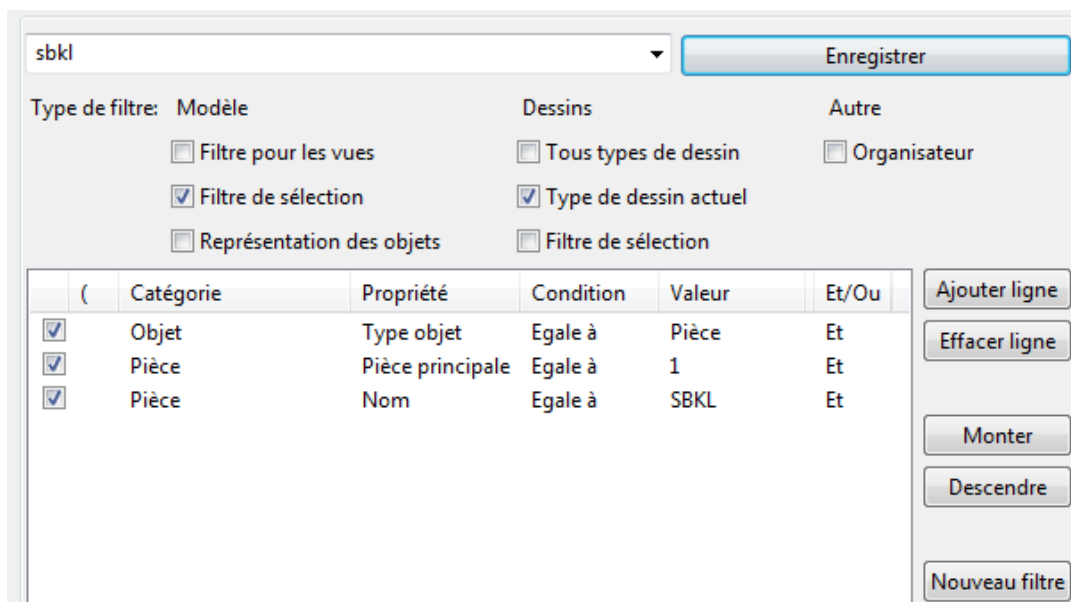 sbkl Enregistrer
Type de filtre: Modèle Dessins Autre
Filtre pour les vues Tous types de dessin Organisateur
Filtre de sélection Type de dessin actuel
Représentation des objets Filtre de sélection
( Catégorie Propriété Condition Valeur Et/Ou Ajouter ligne
Objet Type objet Egale à Pièce Et Effacer ligne
Pièce Pièce principale Egale à 1 Et
Pièce Nom Egale à SBKL Et
Monter
Descendre
Nouveau filtre